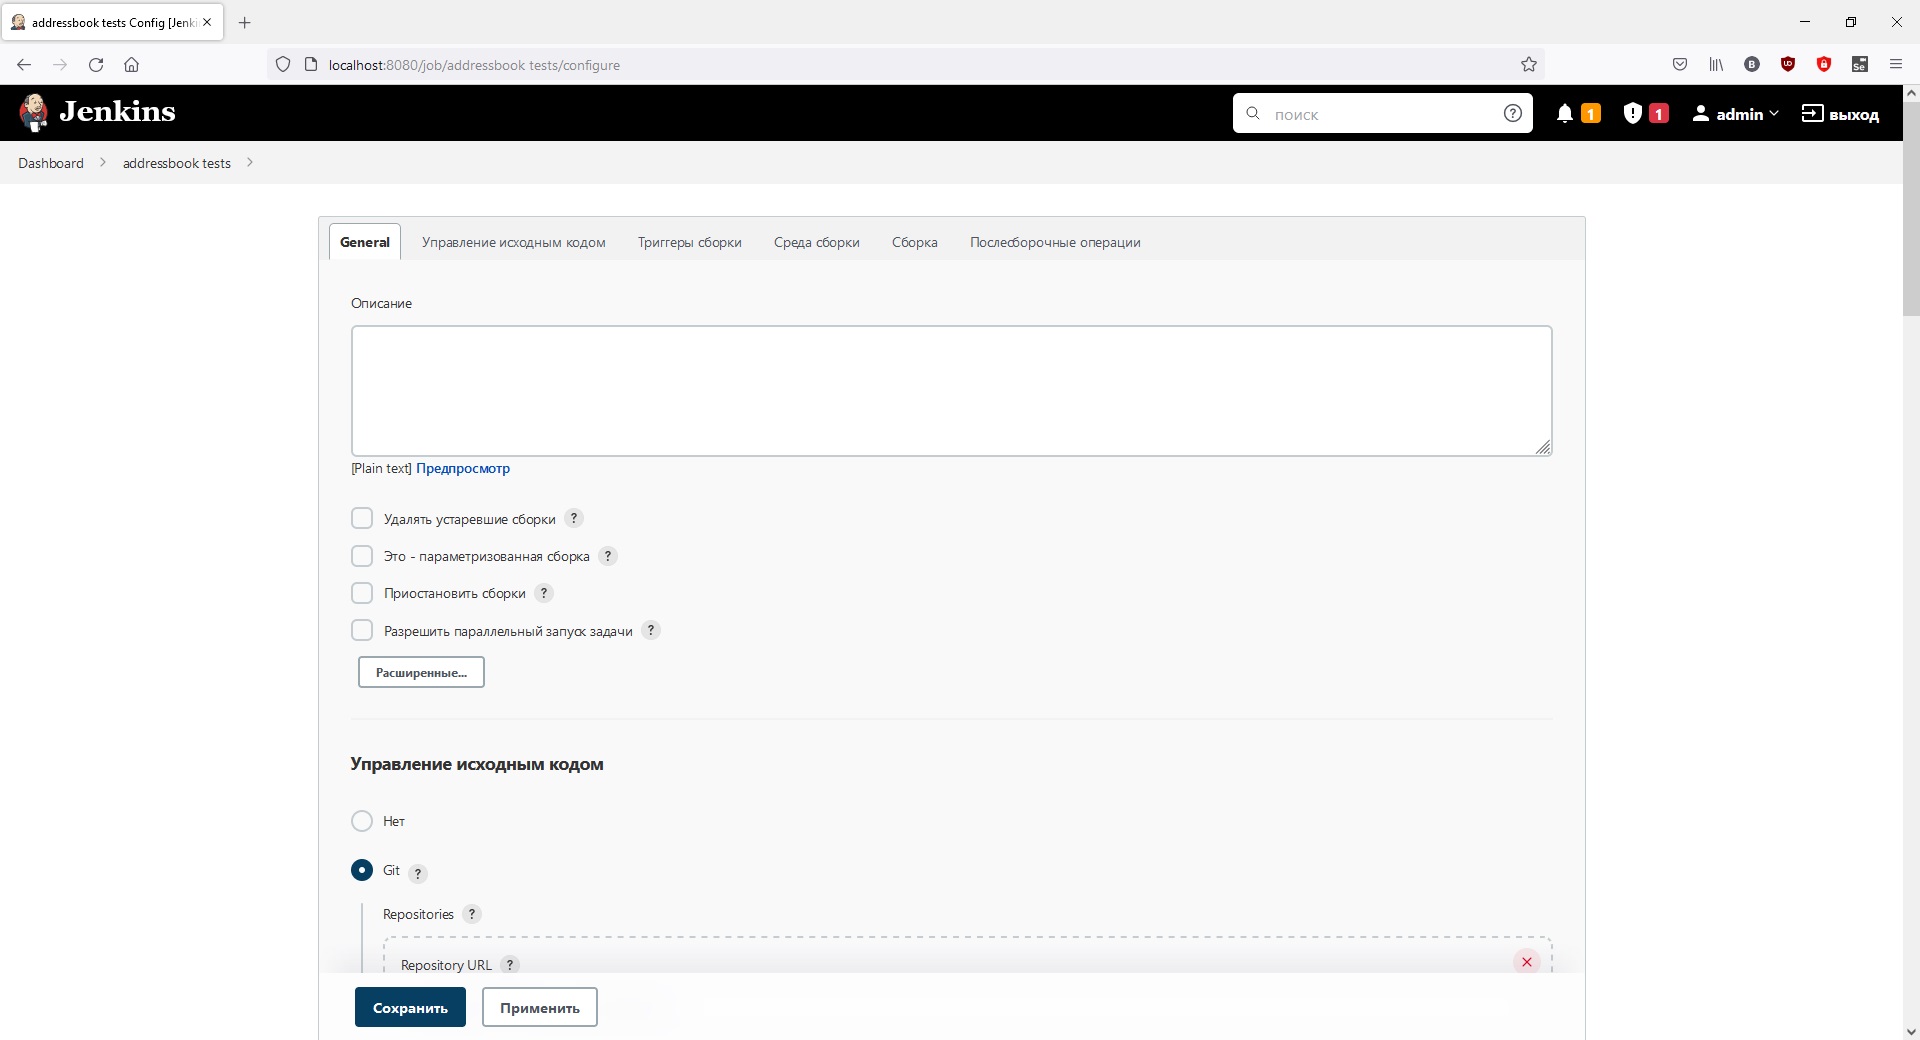 addressbook tests Config [Jenki
localhost:8080/job/addressbook tests/configure
Jenkins
поиск
1
1
admin
выход
Dashboard
addressbook tests
General
Управление исходным кодом
Триггеры сборки
Среда сборки
Сборка
Послесборочные операции
Описание
[Plain text] Предпросмотр
Удалять устаревшие сборки ?
Это - параметризованная сборка ?
Приостановить сборки ?
Разрешить параллельный запуск задачи ?
Расширенные...
Управление исходным кодом
Нет
Git ?
Repositories ?
Repository URL ?
Сохранить
Применить